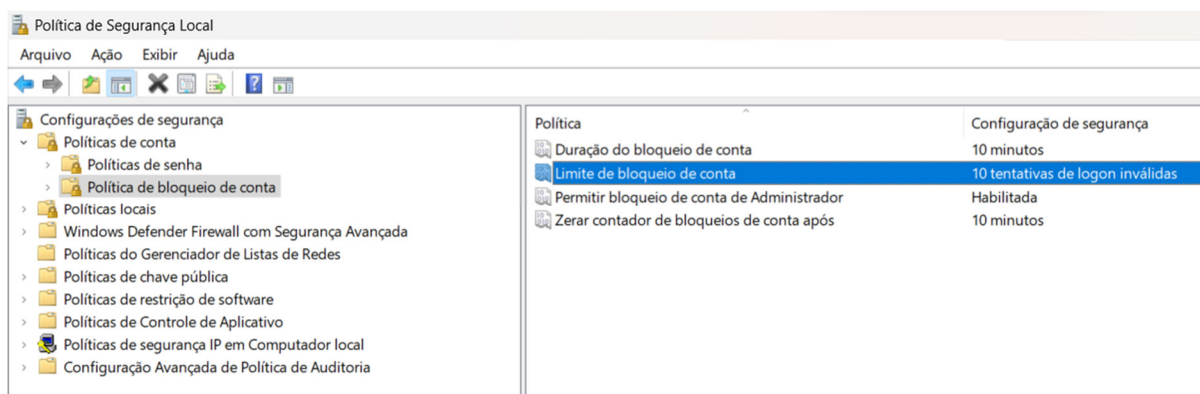 Política de Segurança Local
Arquivo Ação Exibir Ajuda
Configurações de segurança
Políticas de conta
Políticas de senha
Política de bloqueio de conta
Políticas locais
Windows Defender Firewall com Segurança Avançada
Políticas do Gerenciador de Listas de Redes
Políticas de chave pública
Políticas de restrição de software
Políticas de Controle de Aplicativo
Políticas de segurança IP em Computador local
Configuração Avançada de Política de Auditoria
Política Configuração de segurança
Duração do bloqueio de conta 10 minutos
Limite de bloqueio de conta 10 tentativas de logon inválidas
Permitir bloqueio de conta de Administrador Habilitada
Zerar contador de bloqueios de conta após 10 minutos